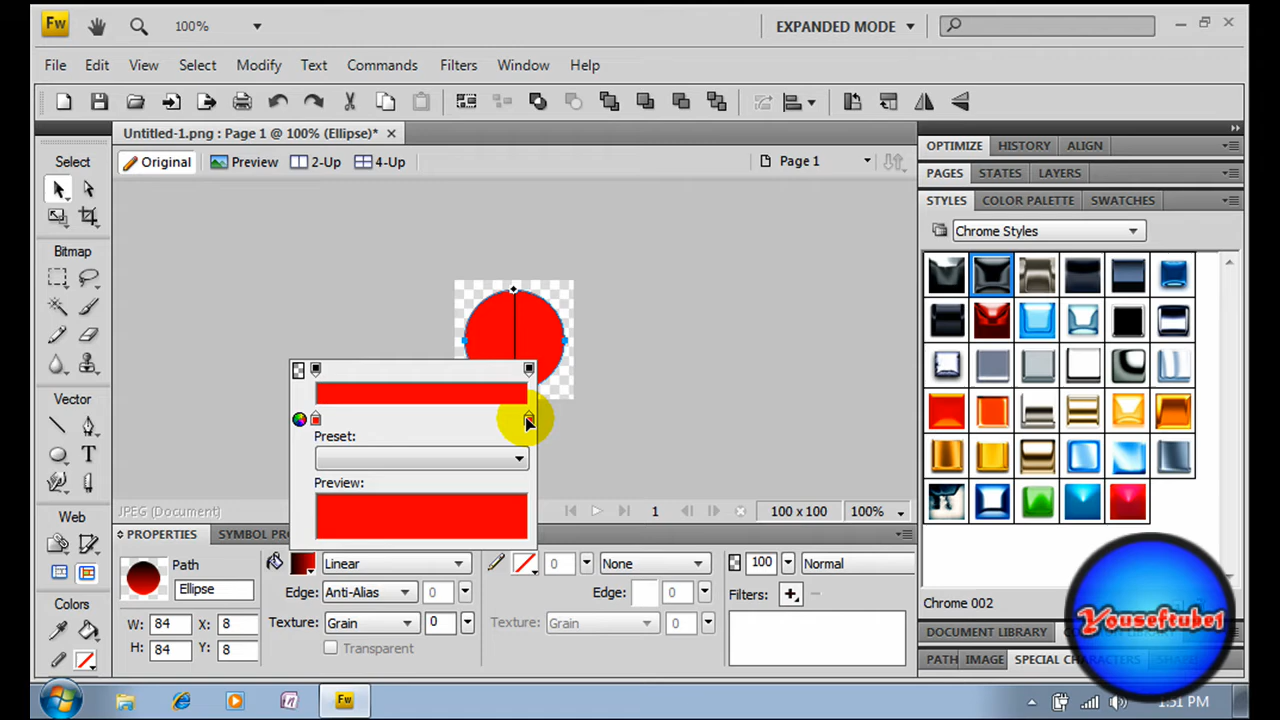 Fw 100% EXPANDED MODE
File Edit View Select Modify Text Commands Filters Window Help
Untitled-1.png : Page 1 @ 100% (Ellipse)*
Original Preview 2-Up 4-Up Page 1
OPTIMIZE HISTORY ALIGN
PAGES STATES LAYERS
STYLES COLOR PALETTE SWATCHES
Chrome Styles
Select
Bitmap
Vector
Web
Colors
Preset:
Preview:
JPEG (Document) 1 100 x 100 100%
PROPERTIES SYMBOL PRO
Path
Ellipse
W: 84 X: 8
H: 84 Y: 8
Linear
Edge: Anti-Alias 0
Texture: Grain 0
Transparent
0 None
Edge: 0
Texture: Grain 0
100 Normal
Filters:
Chrome 002
DOCUMENT LIBRARY
PATH IMAGE SPECIAL CHARACTERS
Youseftube1
Fw
1:51 PM